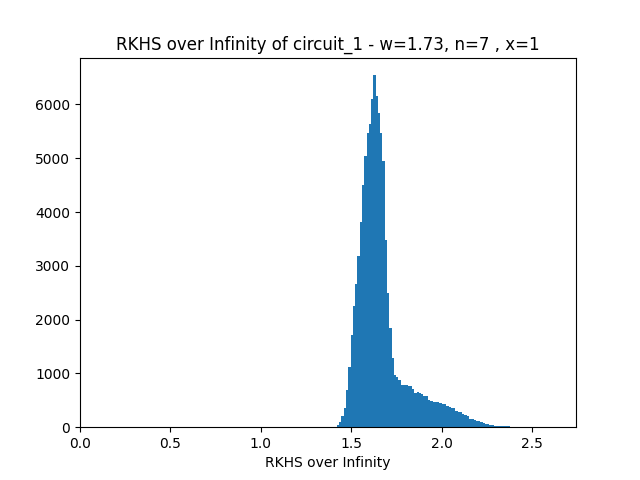 RKHS over Infinity of circuit_1 - w=1.73, n=7 , x=1
6000
5000
4000
3000
2000
1000
0
0.0 0.5 1.0 1.5 2.0 2.5
RKHS over Infinity